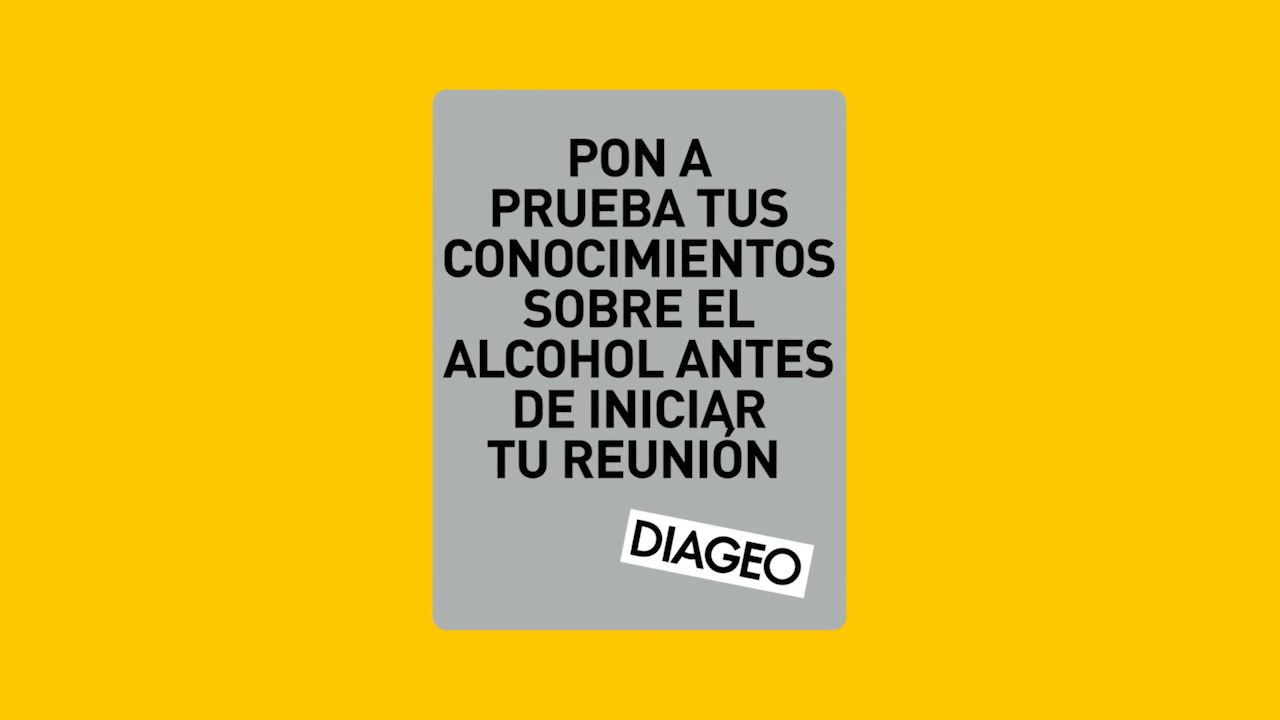 PON A
PRUEBA TUS
CONOCIMIENTOS
SOBRE EL
ALCOHOL ANTES
DE INICIAR
TU REUNIÓN
DIAGEO